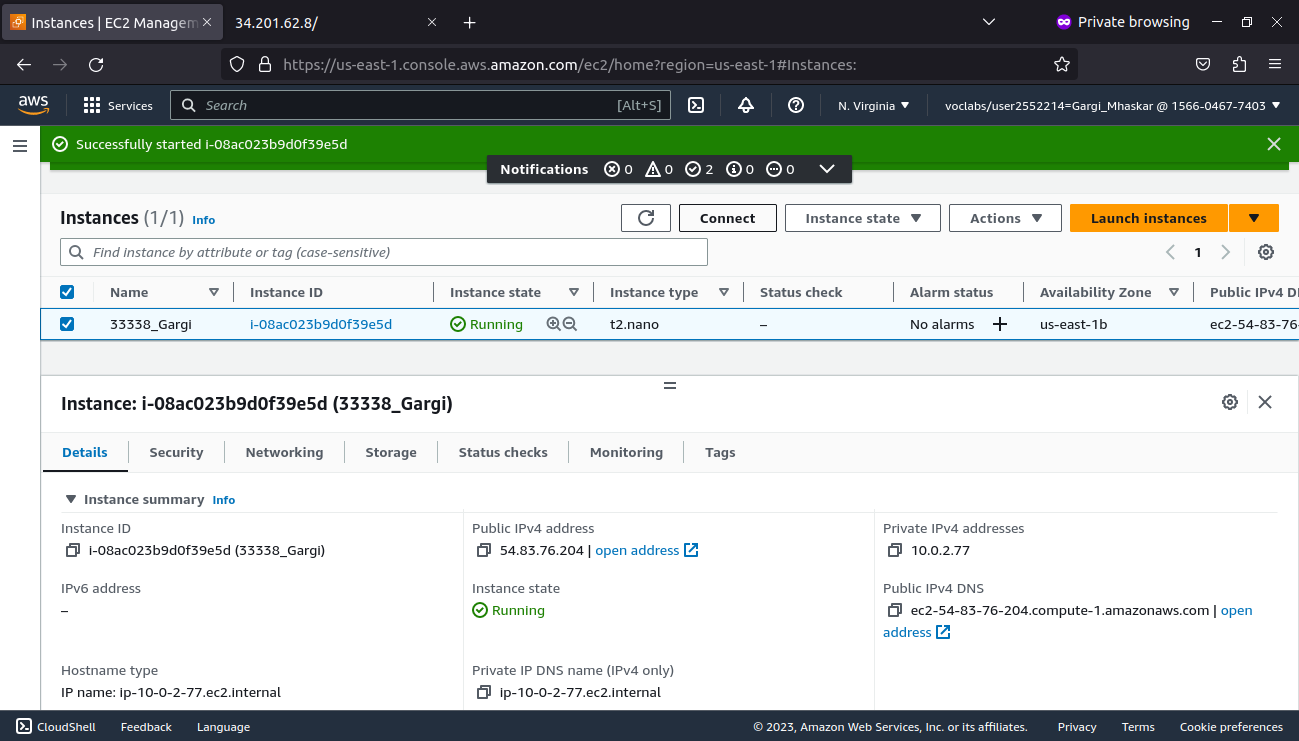 Instances | EC2 Managem
34.201.62.8/
Private browsing
https://us-east-1.console.aws.amazon.com/ec2/home?region=us-east-1#Instances:
aws
Services
Search
[Alt+S]
N. Virginia
voclabs/user2552214=Gargi_Mhaskar @ 1566-0467-7403
Successfully started i-08ac023b9d0f39e5d
Notifications 0 0 2 0 0
Instances (1/1) Info
Connect
Instance state
Actions
Launch instances
Find instance by attribute or tag (case-sensitive)
1
Name Instance ID Instance state Instance type Status check Alarm status Availability Zone Public IPv4 D
33338_Gargi i-08ac023b9d0f39e5d Running t2.nano – No alarms + us-east-1b ec2-54-83-76-
Instance: i-08ac023b9d0f39e5d (33338_Gargi)
Details Security Networking Storage Status checks Monitoring Tags
Instance summary Info
Instance ID
i-08ac023b9d0f39e5d (33338_Gargi)
Public IPv4 address
54.83.76.204 | open address
Private IPv4 addresses
10.0.2.77
IPv6 address
–
Instance state
Running
Public IPv4 DNS
ec2-54-83-76-204.compute-1.amazonaws.com | open
address
Hostname type
IP name: ip-10-0-2-77.ec2.internal
Private IP DNS name (IPv4 only)
ip-10-0-2-77.ec2.internal
CloudShell Feedback Language
© 2023, Amazon Web Services, Inc. or its affiliates. Privacy Terms Cookie preferences